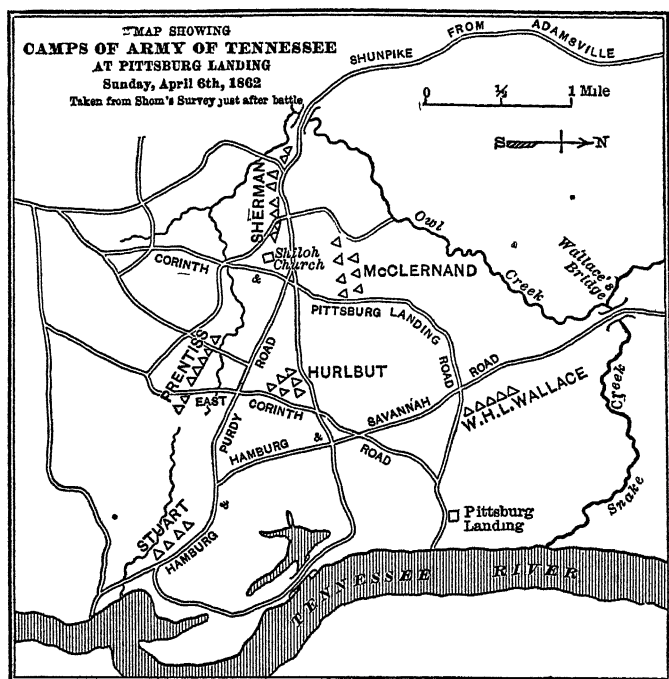 MAP SHOWING
CAMPS OF ARMY OF TENNESSEE
AT PITTSBURG LANDING
Sunday, April 6th, 1862
Taken from Shom's Survey just after battle
SHUNPIKE FROM ADAMSVILLE
0 ½ 1 Mile
S N
SHERMAN
Shiloh
Church
Owl Creek
Wallace's
Bridge
McCLERNAND
CORINTH & PITTSBURG LANDING ROAD
PRENTISS
HURLBUT
EAST CORINTH ROAD
HAMBURG & SAVANNAH ROAD
W.H.L. WALLACE
Snake Creek
HAMBURG & PURDY ROAD
STUART
Pittsburg
Landing
TENNESSEE RIVER